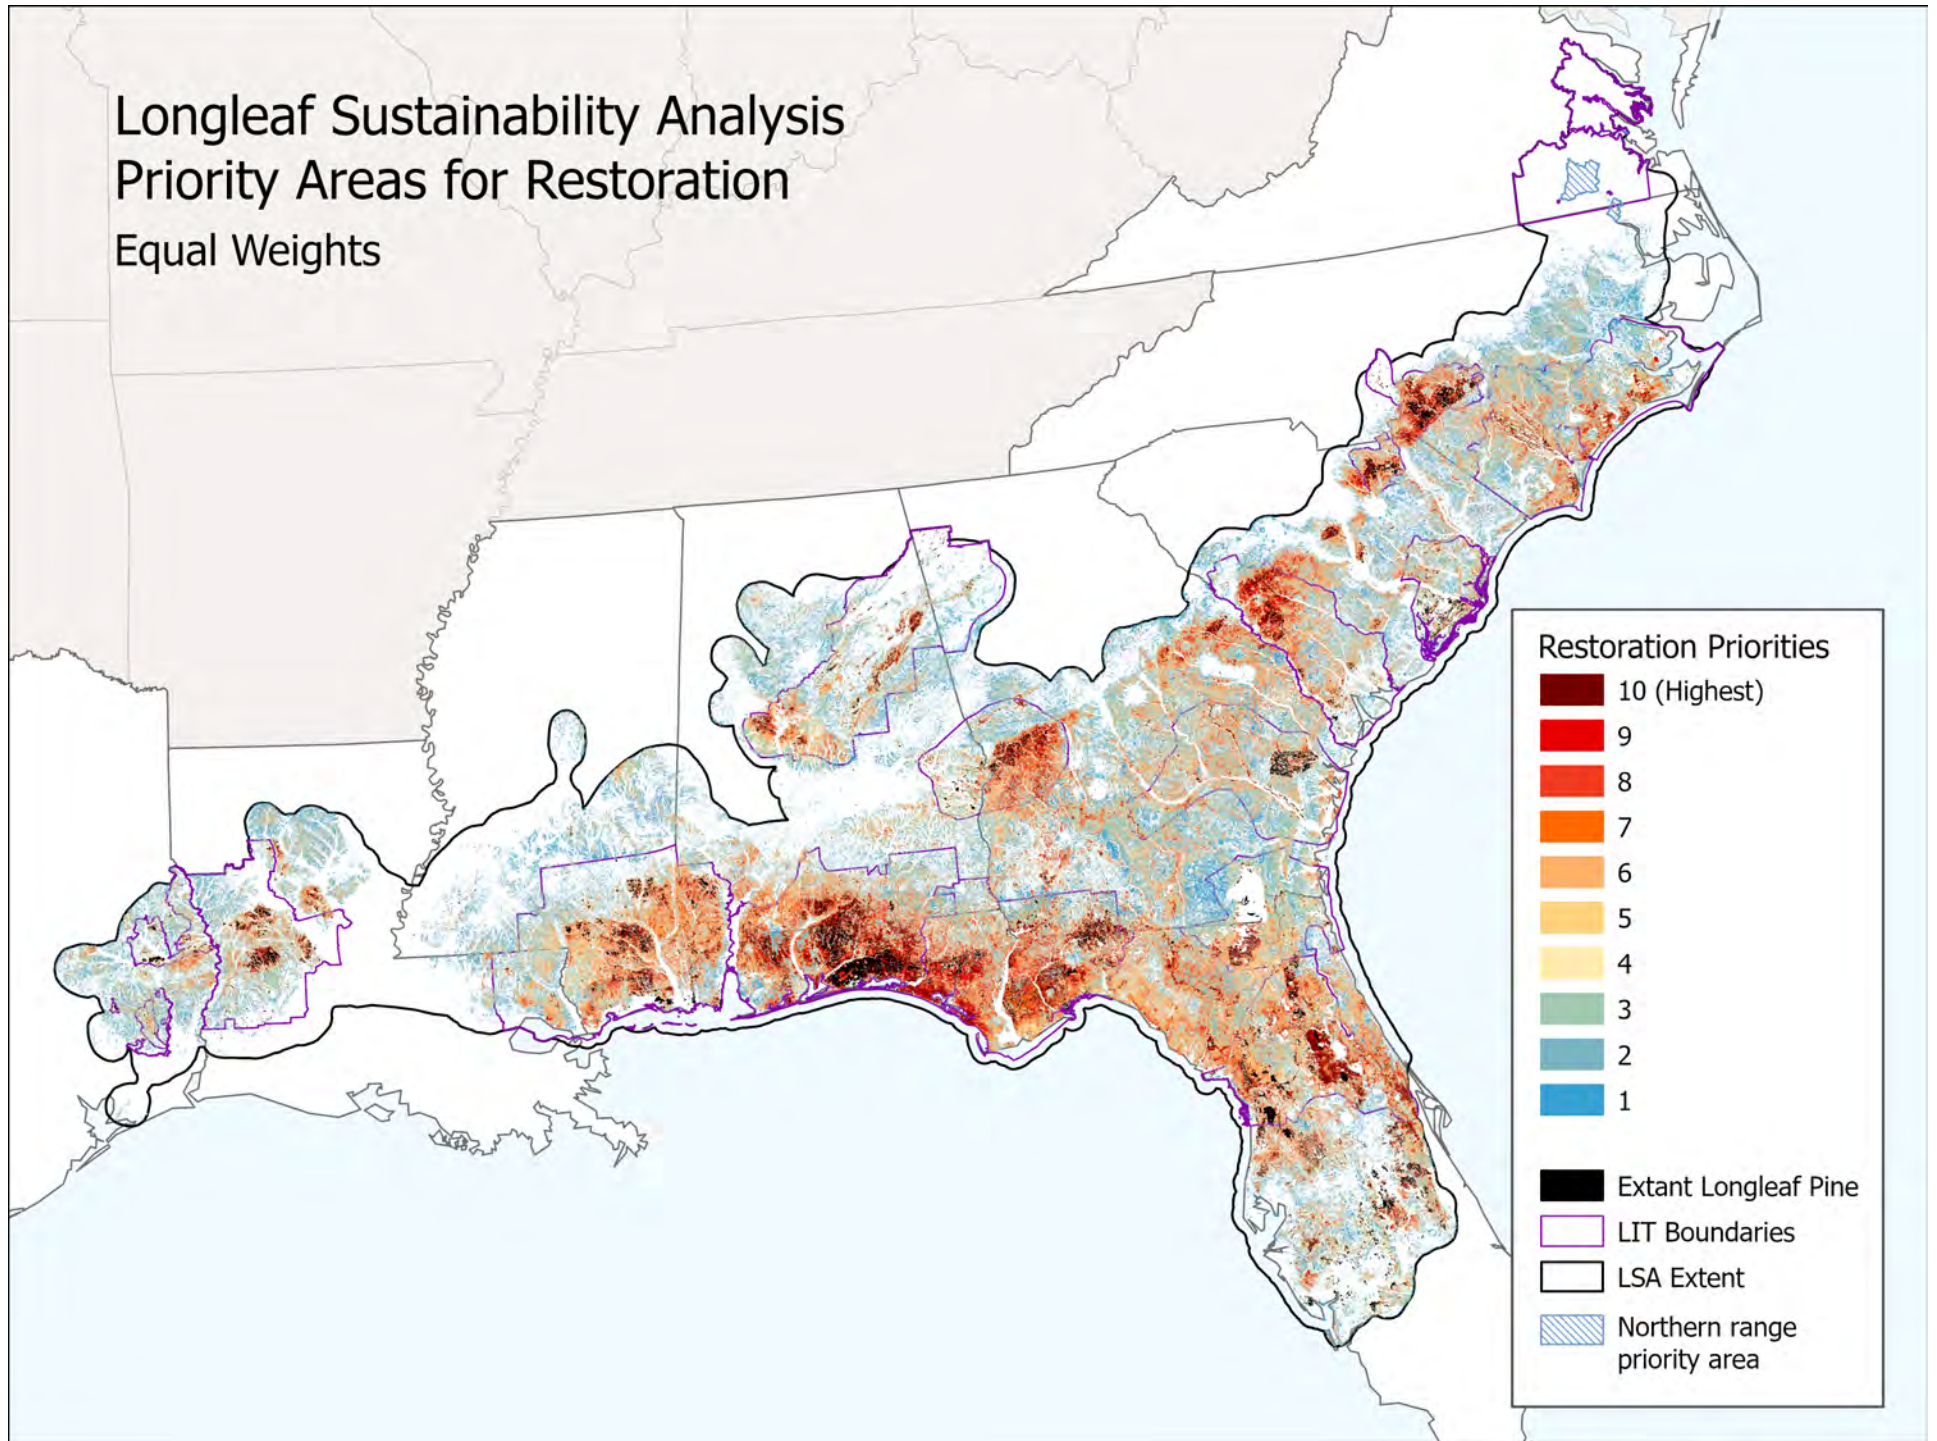 Longleaf Sustainability Analysis
Priority Areas for Restoration
Equal Weights
Restoration Priorities
10 (Highest)
9
8
7
6
5
4
3
2
1
Extant Longleaf Pine
LIT Boundaries
LSA Extent
Northern range
priority area